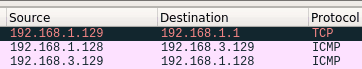 Source Destination Protocol
192.168.1.129 192.168.1.1 TCP
192.168.1.128 192.168.3.129 ICMP
192.168.3.129 192.168.1.128 ICMP